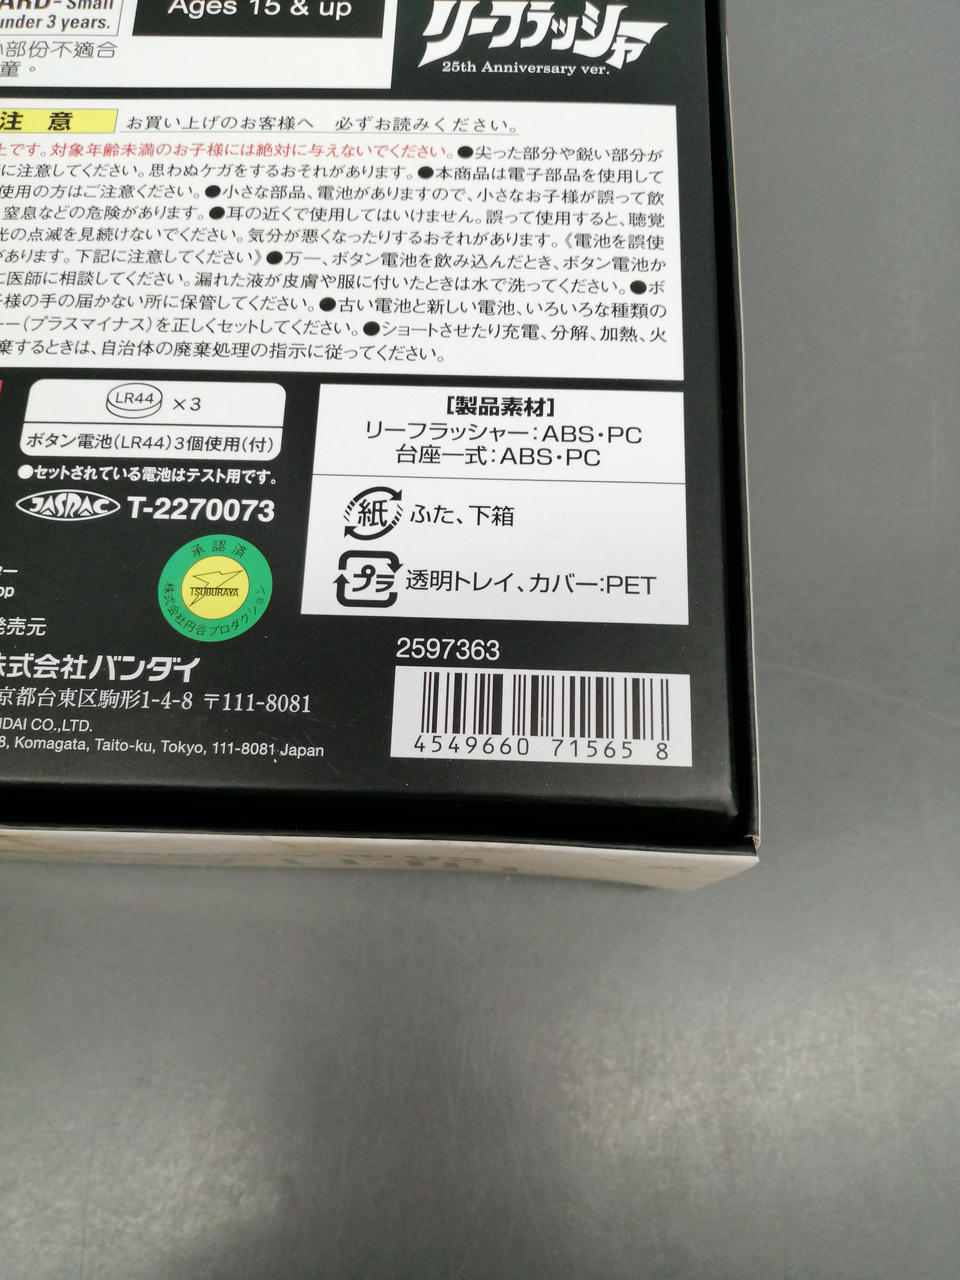 ARD - Small
nder 3 years.
Ages 15 & up
リーフラッシャー
25th Anniversary ver.
部份不適合
童。
注 意
お買い上げのお客様へ 必ずお読みください。
上です。対象年齢未満のお子様には絶対に与えないでください。●尖った部分や鋭い部分が
に注意してください。思わぬケガをするおそれがあります。●本商品は電子部品を使用して
使用の方はご注意ください。●小さな部品、電池がありますので、小さなお子様が誤って飲
窒息などの危険があります。●耳の近くで使用してはいけません。誤って使用すると、聴覚
光の点滅を見続けないでください。気分が悪くなったりするおそれがあります。《電池を誤使
があります。下記に注意してください》●万一、ボタン電池を飲み込んだとき、ボタン電池か
に医師に相談してください。漏れた液が皮膚や服に付いたときは水で洗ってください。●ボ
子様の手の届かない所に保管してください。●古い電池と新しい電池、いろいろな種類の
ー(プラスマイナス)を正しくセットしてください。●ショートさせたり充電、分解、加熱、火
棄するときは、自治体の廃棄処理の指示に従ってください。
LR44 ×3
ボタン電池(LR44)3個使用(付)
●セットされている電池はテスト用です。
JASRAC T-2270073
[製品素材]
リーフラッシャー:ABS・PC
台座一式:ABS・PC
紙 ふた、下箱
プラ 透明トレイ、カバー:PET
承認済
TSUBURAYA
株式会社円谷プロダクション
発売元
株式会社バンダイ
京都台東区駒形1-4-8 〒111-8081
NDAI CO.,LTD.
8, Komagata, Taito-ku, Tokyo, 111-8081 Japan
2597363
4549660 71565 8